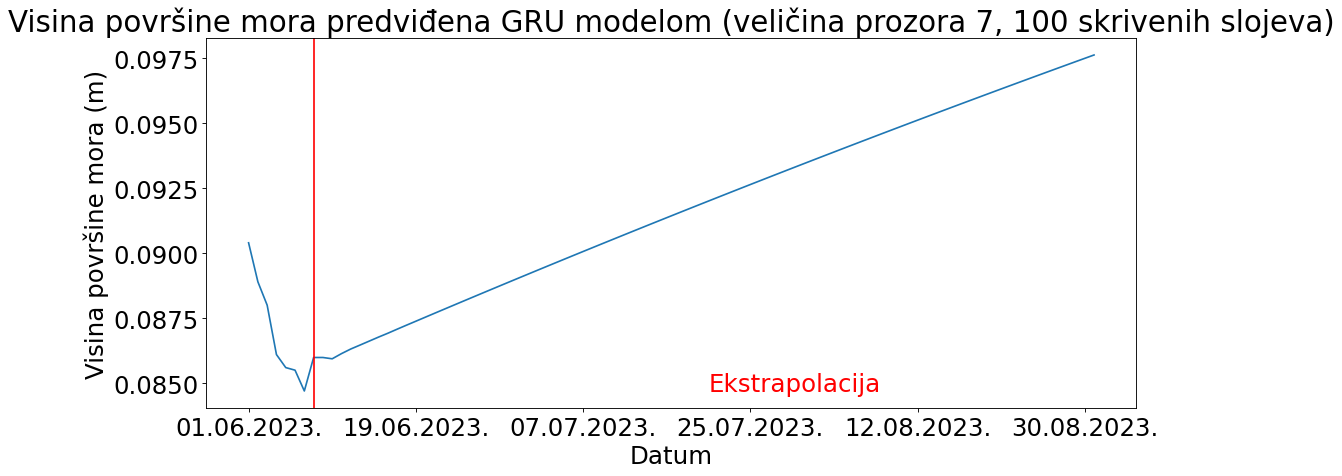 Visina površine mora predviđena GRU modelom (veličina prozora 7, 100 skrivenih slojeva)
Visina površine mora (m)
0.0975
0.0950
0.0925
0.0900
0.0875
0.0850
Ekstrapolacija
01.06.2023. 19.06.2023. 07.07.2023. 25.07.2023. 12.08.2023. 30.08.2023.
Datum